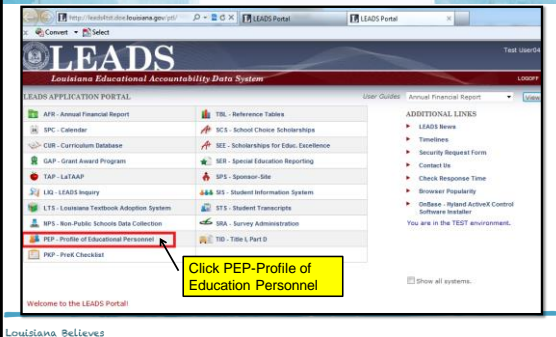 http://leadstst.doe.louisiana.gov/ptl/
LEADS Portal
LEADS Portal
x Convert Select
LEADS
Test User04
Louisiana Educational Accountability Data System
LOGOFF
LEADS APPLICATION PORTAL
User Guides: Annual Financial Report View
AFR - Annual Financial Report
TBL - Reference Tables
SPC - Calendar
SCS - School Choice Scholarships
CUR - Curriculum Database
SEE - Scholarships for Educ. Excellence
GAP - Grant Award Program
SER - Special Education Reporting
TAP - LaTAAP
SPS - Sponsor-Site
LIQ - LEADS Inquiry
SIS - Student Information System
LTS - Louisiana Textbook Adoption System
STS - Student Transcripts
NPS - Non-Public Schools Data Collection
SRA - Survey Administration
PEP - Profile of Educational Personnel
TID - Title I, Part D
PKP - PreK Checklist
ADDITIONAL LINKS
LEADS News
Timelines
Security Request Form
Contact Us
Check Response Time
Browser Popularity
OnBase - Hyland ActiveX Control
Software Installer
You are in the TEST environment.
Click PEP-Profile of
Education Personnel
Show all systems.
Welcome to the LEADS Portal!
Louisiana Believes